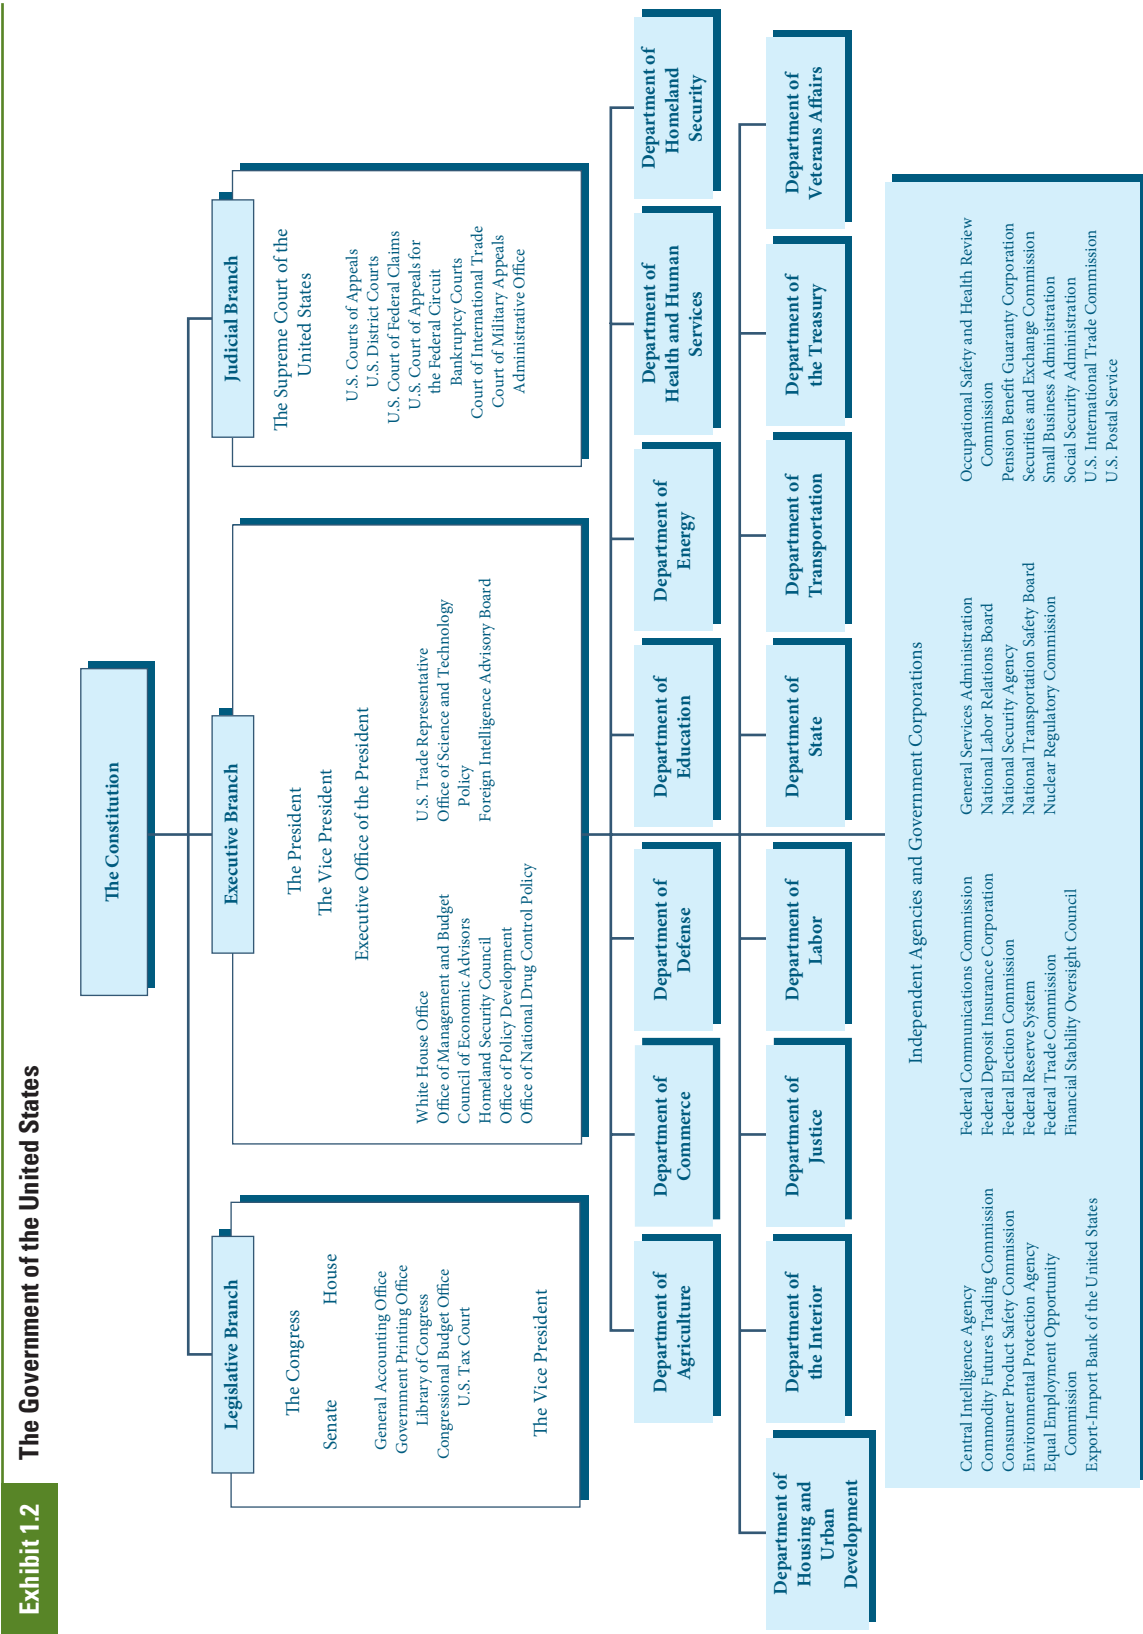 Exhibit 1.2 The Government of the United States
The Constitution
Legislative Branch
The Congress
Senate House
General Accounting Office
Government Printing Office
Library of Congress
Congressional Budget Office
U.S. Tax Court
The Vice President
Executive Branch
The President
The Vice President
Executive Office of the President
White House Office
Office of Management and Budget
Council of Economic Advisors
Homeland Security Council
Office of Policy Development
Office of National Drug Control Policy
U.S. Trade Representative
Office of Science and Technology
Policy
Foreign Intelligence Advisory Board
Judicial Branch
The Supreme Court of the
United States
U.S. Courts of Appeals
U.S. District Courts
U.S. Court of Federal Claims
U.S. Court of Appeals for
the Federal Circuit
Bankruptcy Courts
Court of International Trade
Court of Military Appeals
Administrative Office
Department of
Agriculture
Department of
Commerce
Department of
Defense
Department of
Education
Department of
Energy
Department of
Health and Human
Services
Department of
Homeland
Security
Department of
Housing and
Urban
Development
Department of
the Interior
Department of
Justice
Department of
Labor
Department of
State
Department of
Transportation
Department of
the Treasury
Department of
Veterans Affairs
Independent Agencies and Government Corporations
Central Intelligence Agency
Commodity Futures Trading Commission
Consumer Product Safety Commission
Environmental Protection Agency
Equal Employment Opportunity
Commission
Export-Import Bank of the United States
Federal Communications Commission
Federal Deposit Insurance Corporation
Federal Election Commission
Federal Reserve System
Federal Trade Commission
Financial Stability Oversight Council
General Services Administration
National Labor Relations Board
National Security Agency
National Transportation Safety Board
Nuclear Regulatory Commission
Occupational Safety and Health Review
Commission
Pension Benefit Guaranty Corporation
Securities and Exchange Commission
Small Business Administration
Social Security Administration
U.S. International Trade Commission
U.S. Postal Service